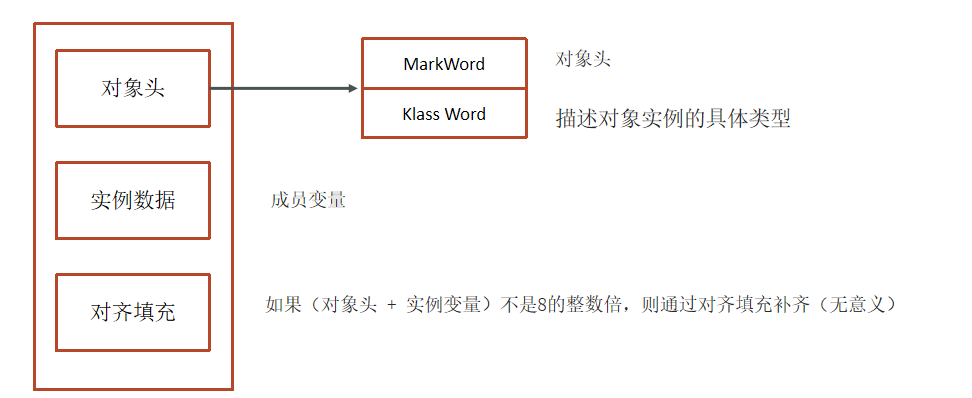 对象头
MarkWord
对象头
Klass Word
描述对象实例的具体类型
实例数据
成员变量
对齐填充
如果（对象头 + 实例变量）不是8的整数倍，则通过对齐填充补齐（无意义）